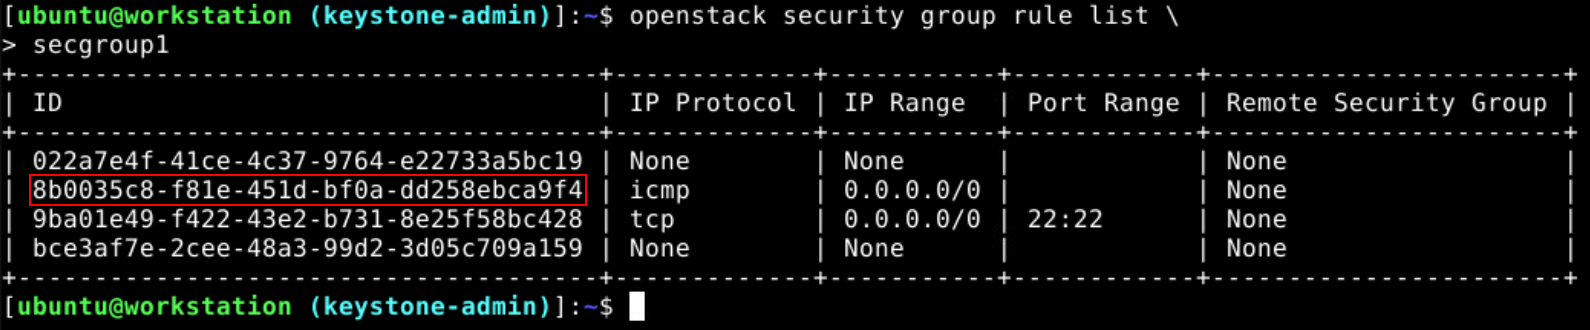 [ubuntu@workstation (keystone-admin)]:~$ openstack security group rule list \
> secgroup1
+--------------------------------------+-------------+-----------+------------+-----------------------+
| ID                                   | IP Protocol | IP Range  | Port Range | Remote Security Group |
+--------------------------------------+-------------+-----------+------------+-----------------------+
| 022a7e4f-41ce-4c37-9764-e22733a5bc19 | None        | None      |            | None                  |
| 8b0035c8-f81e-451d-bf0a-dd258ebca9f4 | icmp        | 0.0.0.0/0 |            | None                  |
| 9ba01e49-f422-43e2-b731-8e25f58bc428 | tcp         | 0.0.0.0/0 | 22:22      | None                  |
| bce3af7e-2cee-48a3-99d2-3d05c709a159 | None        | None      |            | None                  |
+--------------------------------------+-------------+-----------+------------+-----------------------+
[ubuntu@workstation (keystone-admin)]:~$